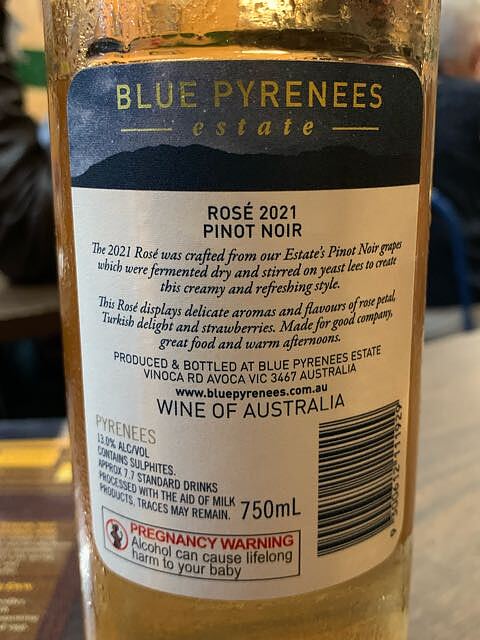 BLUE PYRENEES
estate
ROSÉ 2021
PINOT NOIR
The 2021 Rosé was crafted from our Estate's Pinot Noir grapes
which were fermented dry and stirred on yeast lees to create
this creamy and refreshing style.
This Rosé displays delicate aromas and flavours of rose petal,
Turkish delight and strawberries. Made for good company,
great food and warm afternoons.
PRODUCED & BOTTLED AT BLUE PYRENEES ESTATE
VINOCA RD AVOCA VIC 3467 AUSTRALIA
www.bluepyrenees.com.au
WINE OF AUSTRALIA
PYRENEES
13.0% ALC/VOL
CONTAINS SULPHITES.
APPROX 7.7 STANDARD DRINKS
PROCESSED WITH THE AID OF MILK
PRODUCTS, TRACES MAY REMAIN.
750mL
PREGNANCY WARNING
Alcohol can cause lifelong
harm to your baby